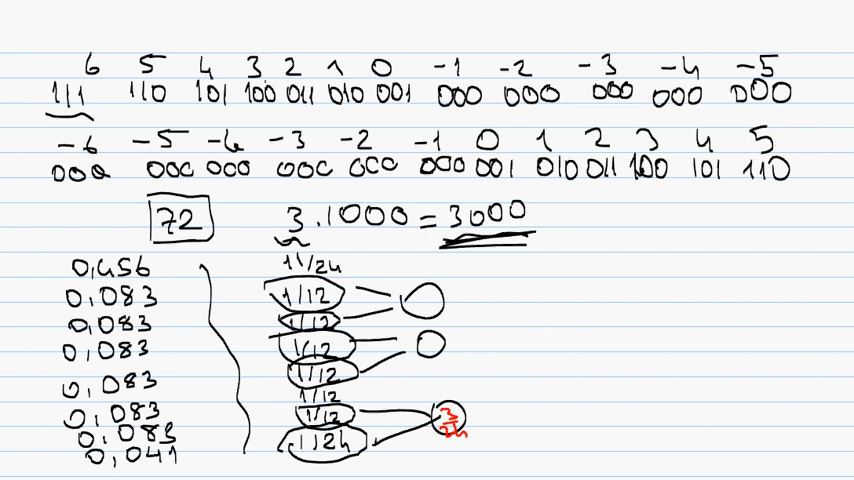 6 5 4 3 2 1 0 -1 -2 -3 -4 -5
111 110 101 100 011 010 001 000 000 000 000 000
-6 -5 -4 -3 -2 -1 0 1 2 3 4 5
000 000 000 000 000 000 001 010 011 100 101 110
72 3.1000 = 3000
0,456 11/24
0,083 1/12
0,083 1/12
0,083 1/12
0,083 1/12
1/12
0,083 1/12 3/24
0,083 1/24
0,041